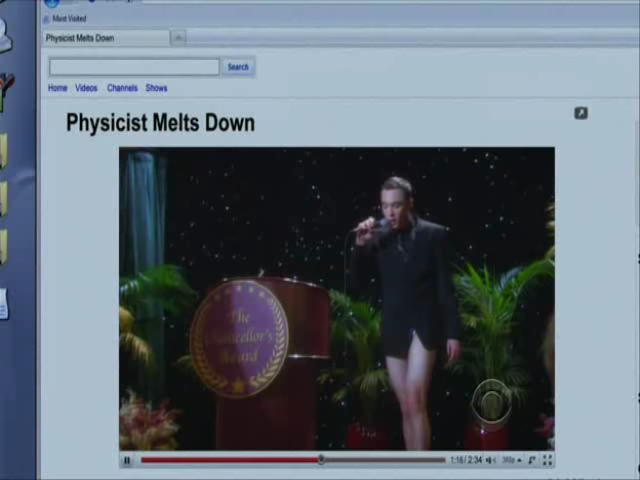 Most Visited
Physicist Melts Down
Search
Home Videos Channels Shows
Physicist Melts Down
The
Chancellor's
Award
1:16/2:34
360p